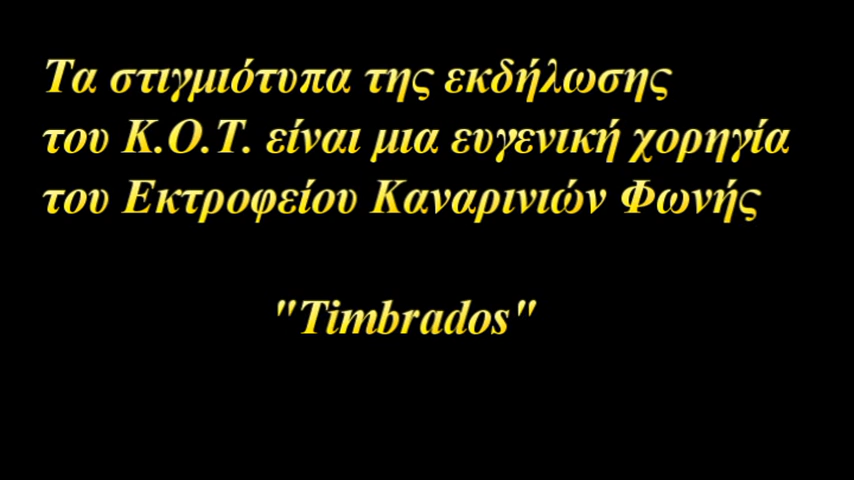 Τα στιγμιότυπα της εκδήλωσης
του Κ.Ο.Τ. είναι μια ευγενική χορηγία
του Εκτροφείου Καναρινιών Φωνής
"Timbrados"